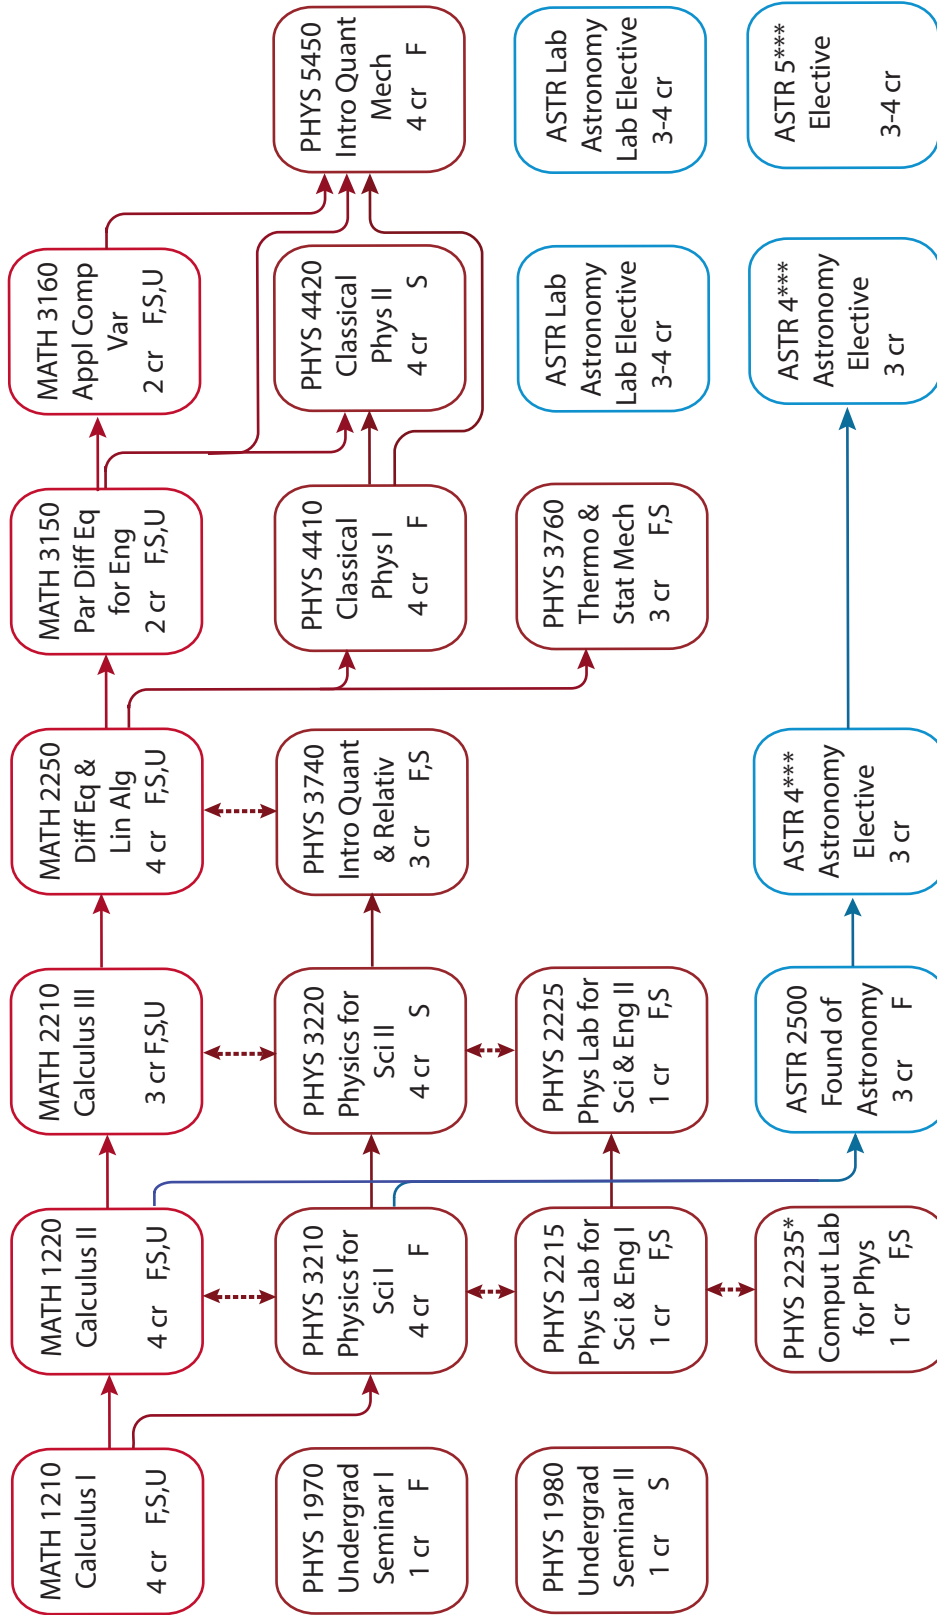 MATH 1210
Calculus I
4 cr F,S,U
PHYS 1970
Undergrad
Seminar I
1 cr F
PHYS 1980
Undergrad
Seminar II
1 cr S
MATH 1220
Calculus II
4 cr F,S,U
PHYS 3210
Physics for
Sci I
4 cr F
PHYS 2215
Phys Lab for
Sci & Eng I
1 cr F,S
PHYS 2235*
Comput Lab
for Phys
1 cr F,S
MATH 2210
Calculus III
3 cr F,S,U
PHYS 3220
Physics for
Sci II
4 cr S
PHYS 2225
Phys Lab for
Sci & Eng II
1 cr F,S
ASTR 2500
Found of
Astronomy
3 cr F
MATH 2250
Diff Eq &
Lin Alg
4 cr F,S,U
PHYS 3740
Intro Quant
& Relativ
3 cr F,S
ASTR 4***
Astronomy
Elective
3 cr
MATH 3150
Par Diff Eq
for Eng
2 cr F,S,U
PHYS 4410
Classical
Phys I
4 cr F
PHYS 3760
Thermo &
Stat Mech
3 cr F,S
MATH 3160
Appl Comp
Var
2 cr F,S,U
PHYS 4420
Classical
Phys II
4 cr S
ASTR Lab
Astronomy
Lab Elective
3-4 cr
ASTR 4***
Astronomy
Elective
3 cr
PHYS 5450
Intro Quant
Mech
4 cr F
ASTR Lab
Astronomy
Lab Elective
3-4 cr
ASTR 5***
Elective
3-4 cr